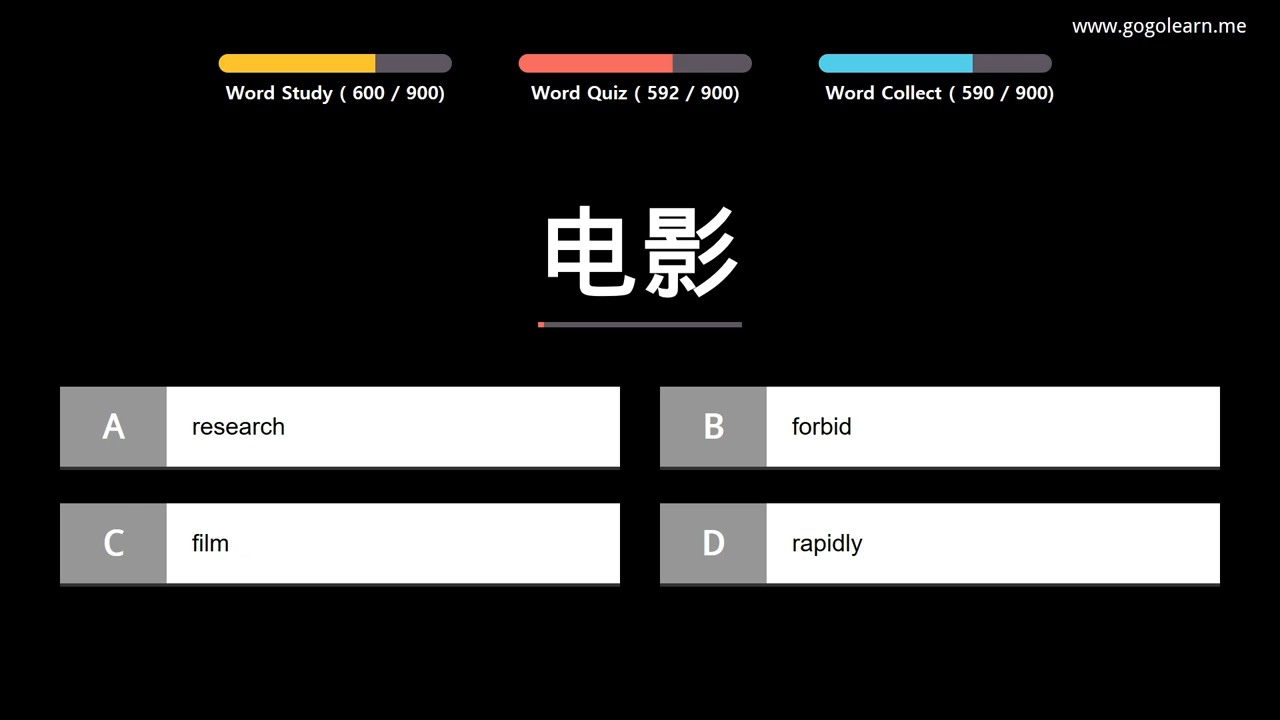 www.gogolearn.me
Word Study ( 600 / 900)
Word Quiz ( 592 / 900)
Word Collect ( 590 / 900)
电影
A research
B forbid
C film
D rapidly